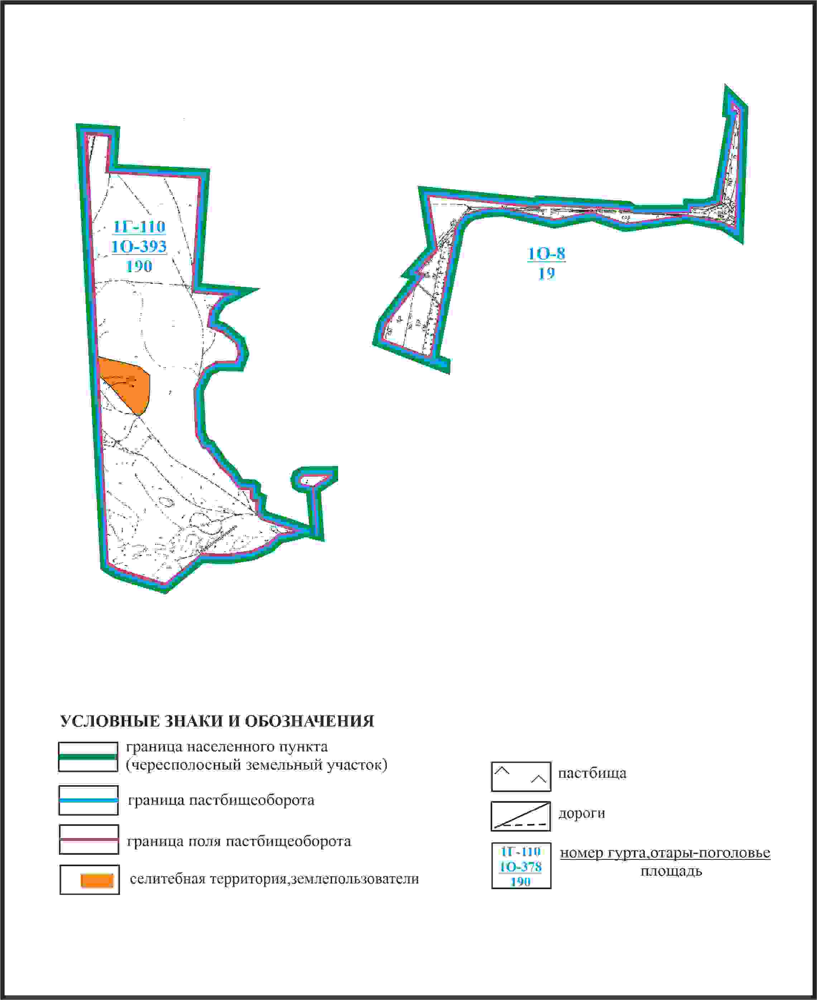 1Г-110
1О-393
190
1О-8
19
УСЛОВНЫЕ ЗНАКИ И ОБОЗНАЧЕНИЯ
граница населенного пункта
(чересполосный земельный участок)
граница пастбищеоборота
граница поля пастбищеоборота
селитебная территория,землепользователи
пастбища
дороги
1Г-110
1О-378
190
номер гурта,отары-поголовье
площадь